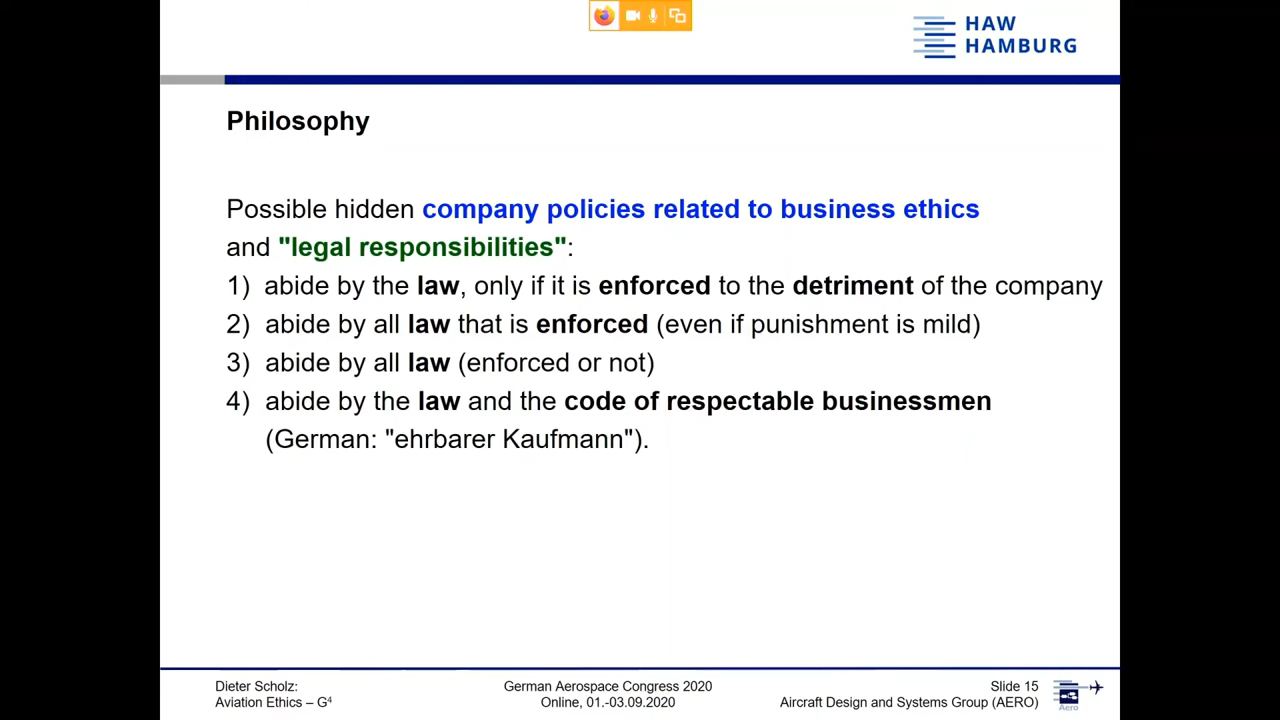 HAW
HAMBURG
Philosophy
Possible hidden company policies related to business ethics
and "legal responsibilities":
1) abide by the law, only if it is enforced to the detriment of the company
2) abide by all law that is enforced (even if punishment is mild)
3) abide by all law (enforced or not)
4) abide by the law and the code of respectable businessmen
(German: "ehrbarer Kaufmann").
Dieter Scholz:
Aviation Ethics – G⁴
German Aerospace Congress 2020
Online, 01.-03.09.2020
Slide 15
Aircraft Design and Systems Group (AERO)
Aero